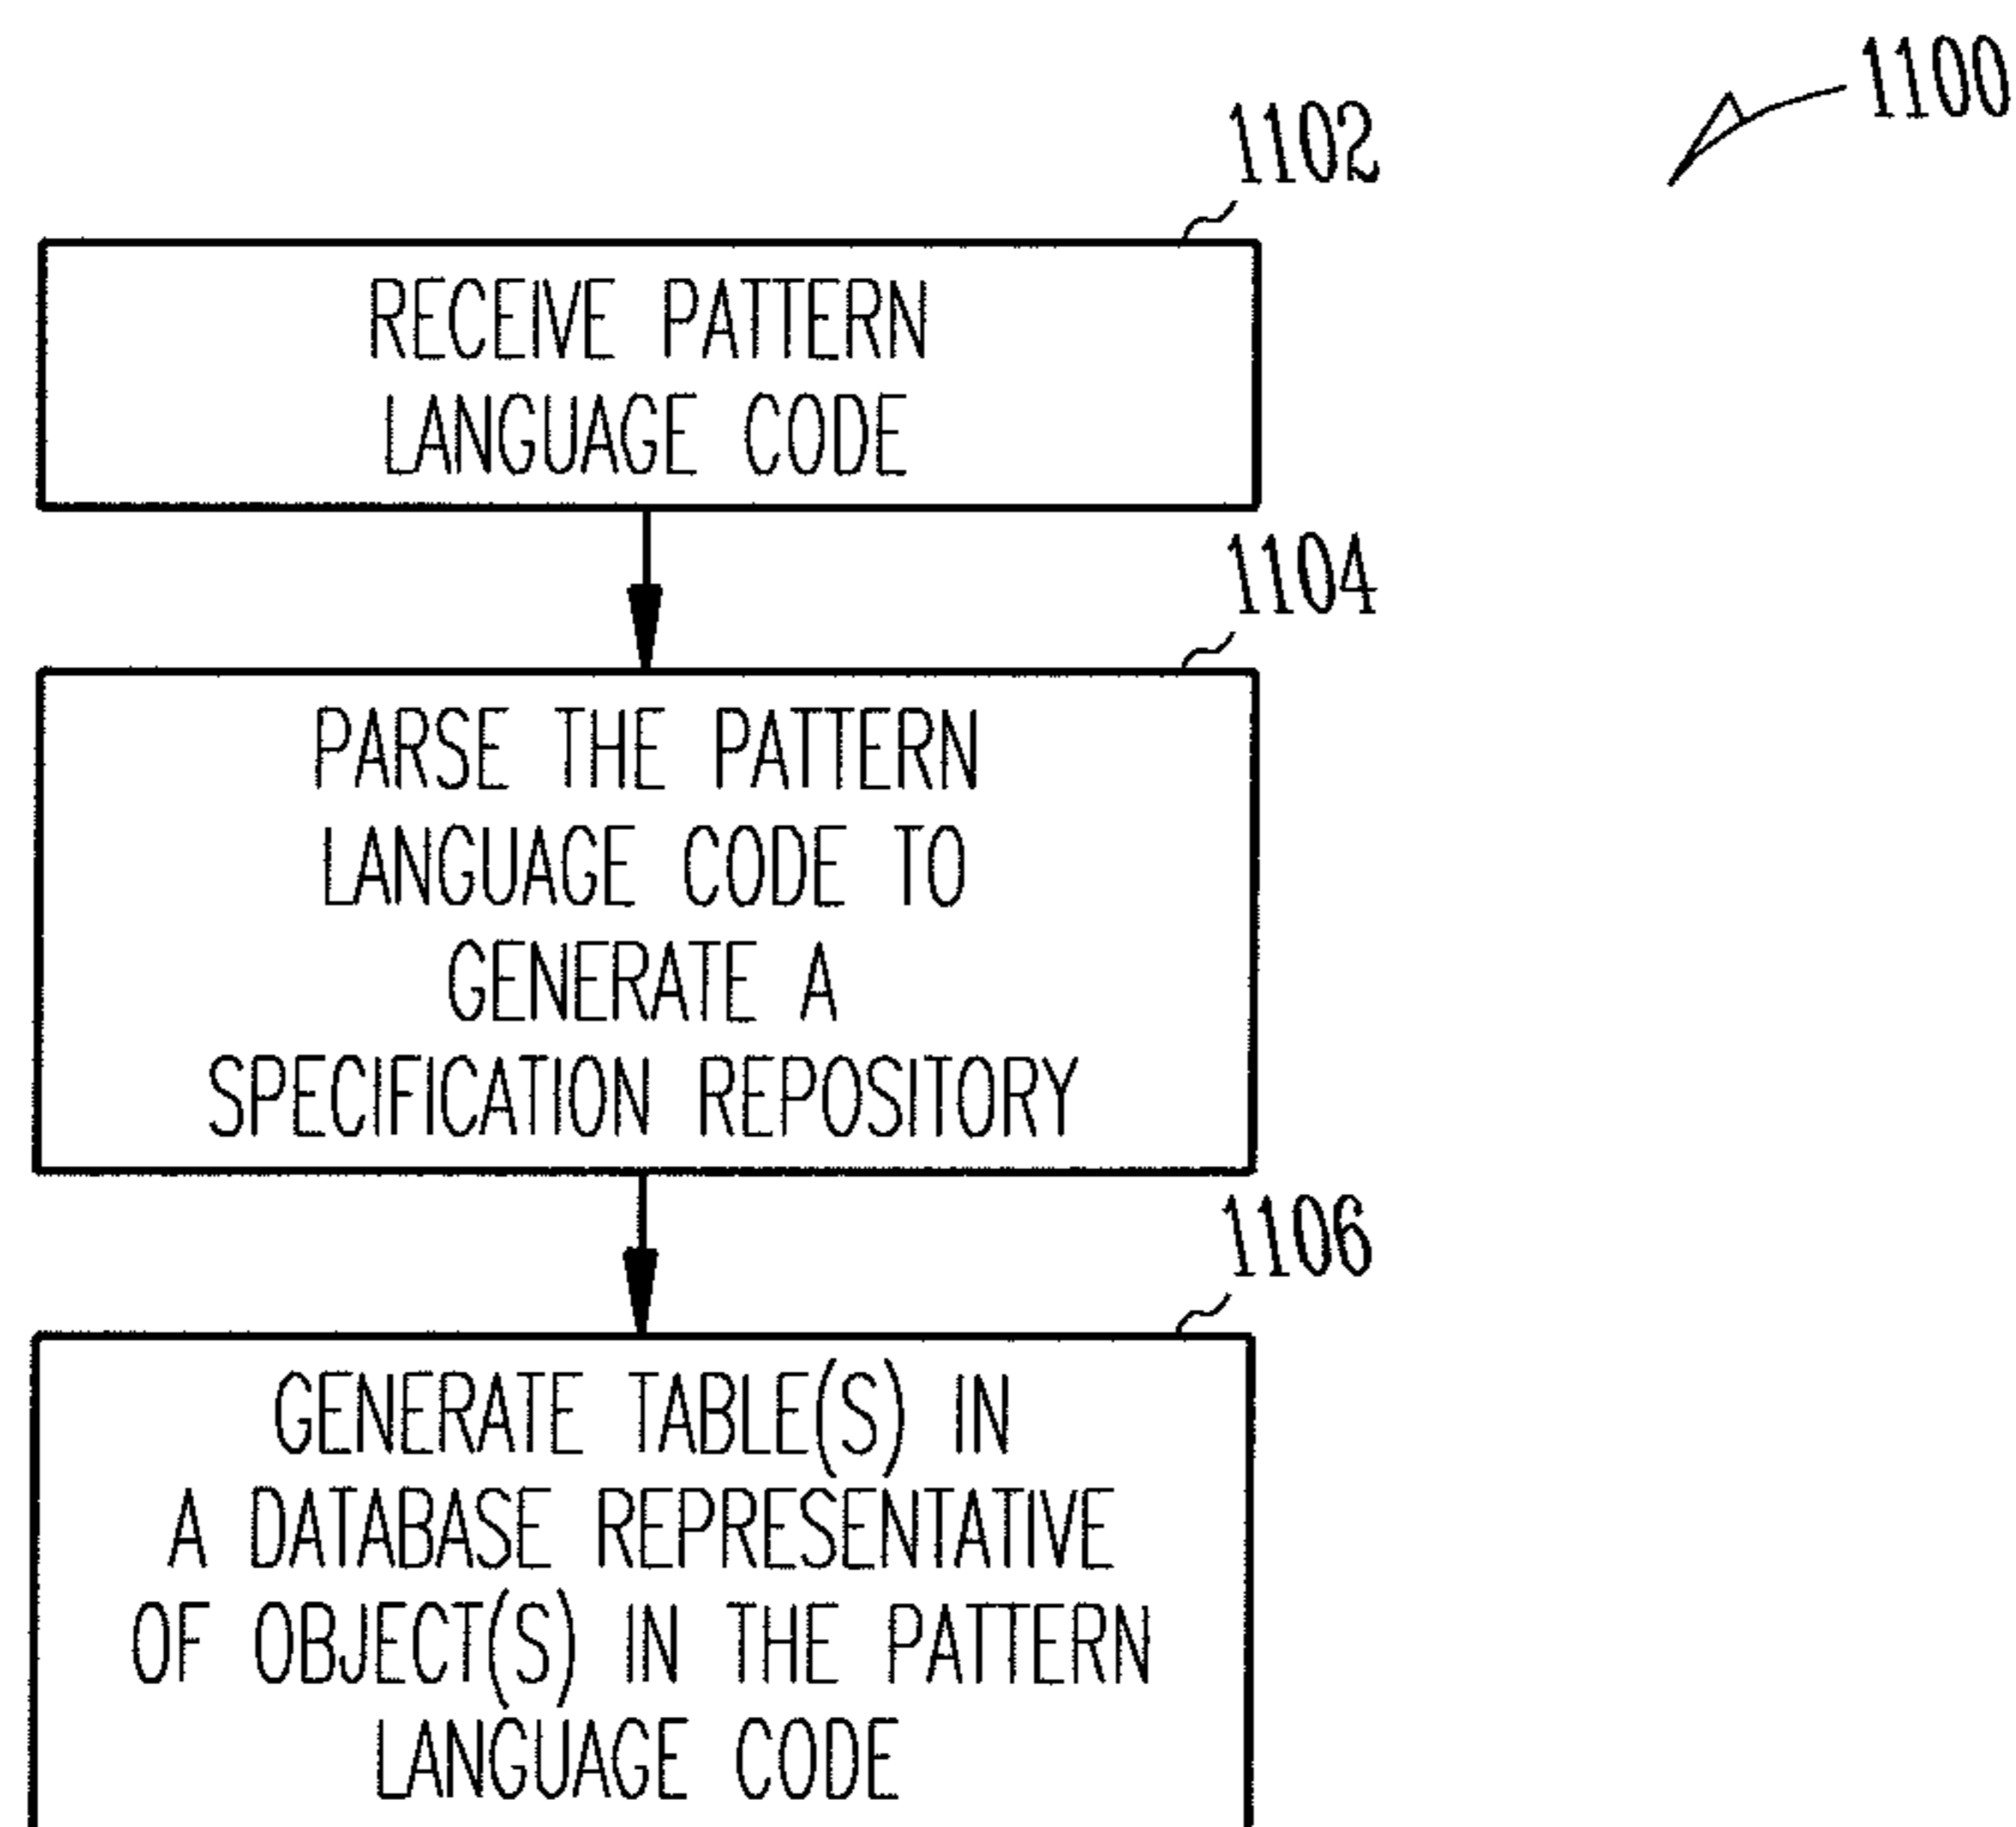 1100
1102
RECEIVE PATTERN
LANGUAGE CODE
1104
PARSE THE PATTERN
LANGUAGE CODE TO
GENERATE A
SPECIFICATION REPOSITORY
1106
GENERATE TABLE(S) IN
A DATABASE REPRESENTATIVE
OF OBJECT(S) IN THE PATTERN
LANGUAGE CODE